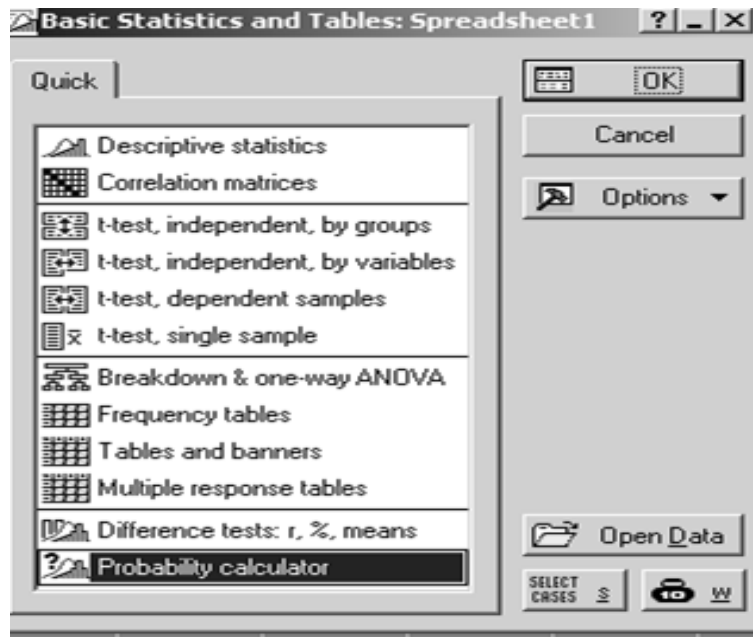 Basic Statistics and Tables: Spreadsheet1
Quick
OK
Cancel
Options
Descriptive statistics
Correlation matrices
t-test, independent, by groups
t-test, independent, by variables
t-test, dependent samples
t-test, single sample
Breakdown & one-way ANOVA
Frequency tables
Tables and banners
Multiple response tables
Difference tests: r, %, means
Probability calculator
Open Data
SELECT
CASES S
W